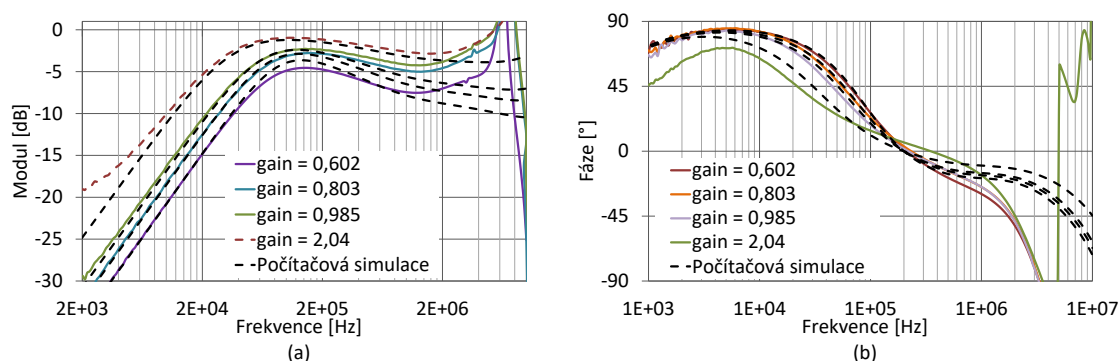 0
-5
-10
-15
-20
-25
-30
Modul [dB]
gain = 0,602
gain = 0,803
gain = 0,985
gain = 2,04
Počítačová simulace
2E+03 2E+04 2E+05 2E+06
Frekvence [Hz]
(a)
90
45
0
-45
-90
Fáze [°]
gain = 0,602
gain = 0,803
gain = 0,985
gain = 2,04
Počítačová simulace
1E+03 1E+04 1E+05 1E+06 1E+07
Frekvence [Hz]
(b)